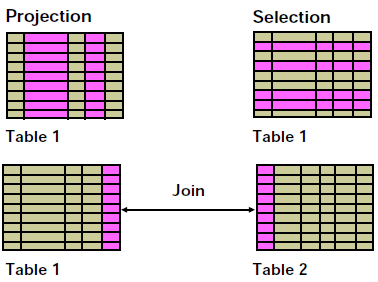 Projection
Selection
Table 1
Table 1
Join
Table 1
Table 2